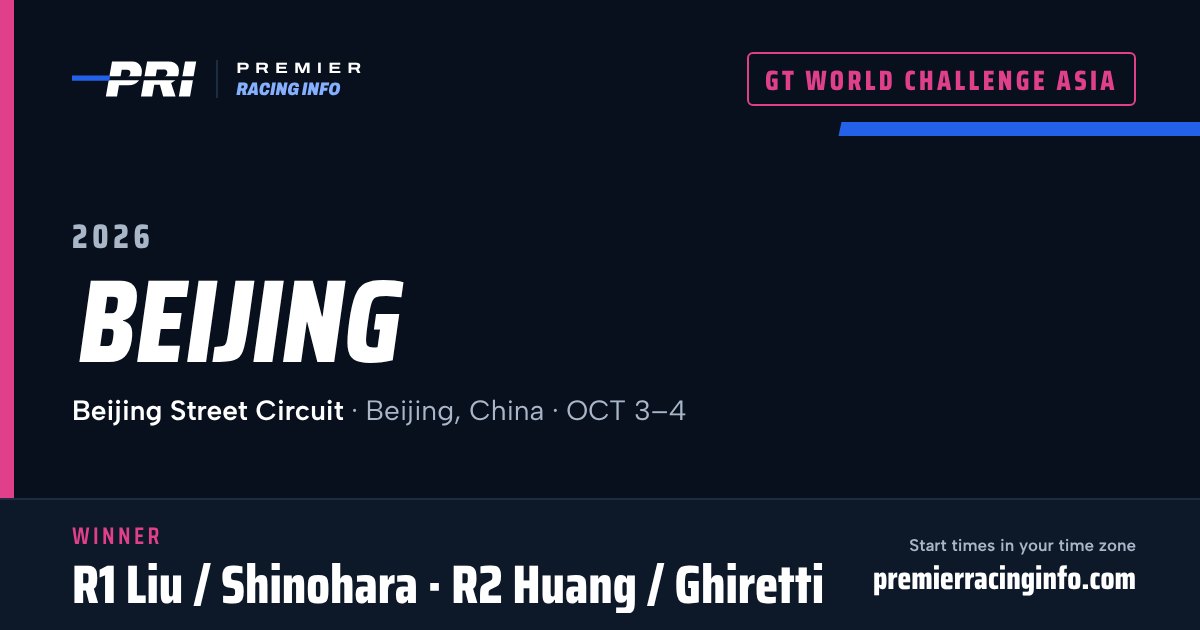 PRI
PREMIER
RACING INFO
GT WORLD CHALLENGE ASIA
2026
BEIJING
Beijing Street Circuit · Beijing, China · OCT 3–4
WINNER
R1 Liu / Shinohara · R2 Huang / Ghiretti
Start times in your time zone
premierracinginfo.com